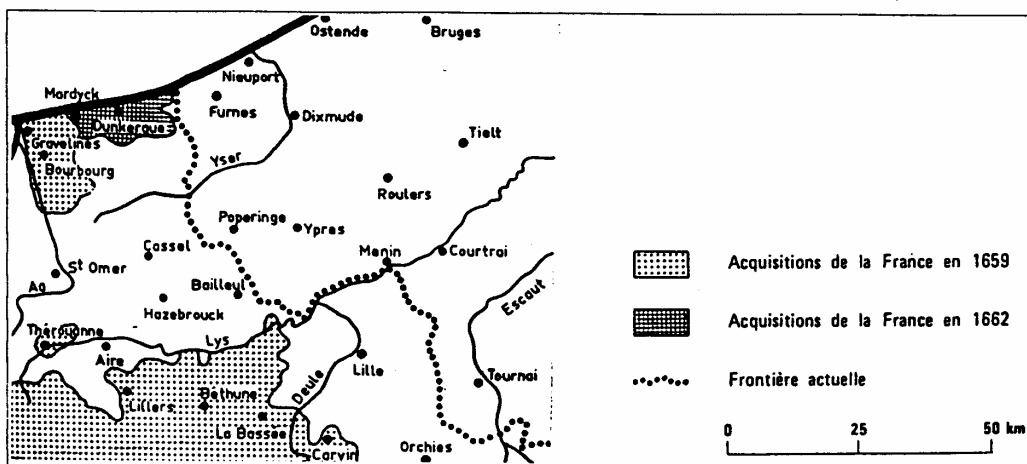 Ostende
Bruges
Nieuport
Mardyck
Furnes
Dunkerque
Dixmude
Gravelines
Tielt
Bourbourg
Yser
Roulers
Poperinge
Ypras
Cassel
Menin
Courtrai
St Omer
Aa
Bailleul
Escaut
Hazebrouck
Thérouanne
Lys
Aire
Lille
Deule
Tournai
Lillers
Béthune
La Bassée
Carvin
Orchies
Acquisitions de la France en 1659
Acquisitions de la France en 1662
Frontière actuelle
0 25 50 km